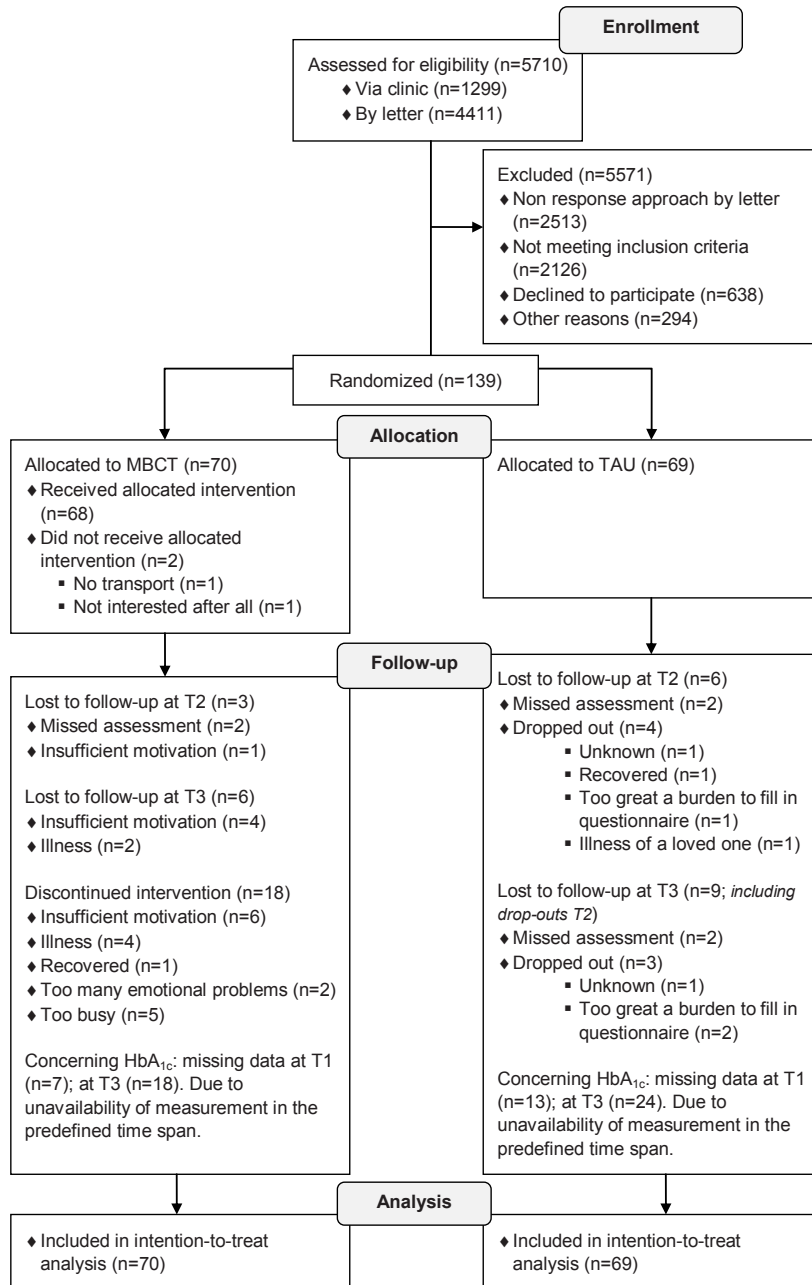 Enrollment
Assessed for eligibility (n=5710)
♦ Via clinic (n=1299)
♦ By letter (n=4411)
Excluded (n=5571)
♦ Non response approach by letter
(n=2513)
♦ Not meeting inclusion criteria
(n=2126)
♦ Declined to participate (n=638)
♦ Other reasons (n=294)
Randomized (n=139)
Allocation
Allocated to MBCT (n=70)
♦ Received allocated intervention
(n=68)
♦ Did not receive allocated
intervention (n=2)
▪ No transport (n=1)
▪ Not interested after all (n=1)
Allocated to TAU (n=69)
Follow-up
Lost to follow-up at T2 (n=3)
♦ Missed assessment (n=2)
♦ Insufficient motivation (n=1)
Lost to follow-up at T3 (n=6)
♦ Insufficient motivation (n=4)
♦ Illness (n=2)
Discontinued intervention (n=18)
♦ Insufficient motivation (n=6)
♦ Illness (n=4)
♦ Recovered (n=1)
♦ Too many emotional problems (n=2)
♦ Too busy (n=5)
Concerning HbA1c: missing data at T1
(n=7); at T3 (n=18). Due to
unavailability of measurement in the
predefined time span.
Lost to follow-up at T2 (n=6)
♦ Missed assessment (n=2)
♦ Dropped out (n=4)
▪ Unknown (n=1)
▪ Recovered (n=1)
▪ Too great a burden to fill in
questionnaire (n=1)
▪ Illness of a loved one (n=1)
Lost to follow-up at T3 (n=9; including
drop-outs T2)
♦ Missed assessment (n=2)
♦ Dropped out (n=3)
▪ Unknown (n=1)
▪ Too great a burden to fill in
questionnaire (n=2)
Concerning HbA1c: missing data at T1
(n=13); at T3 (n=24). Due to
unavailability of measurement in the
predefined time span.
Analysis
♦ Included in intention-to-treat
analysis (n=70)
♦ Included in intention-to-treat
analysis (n=69)